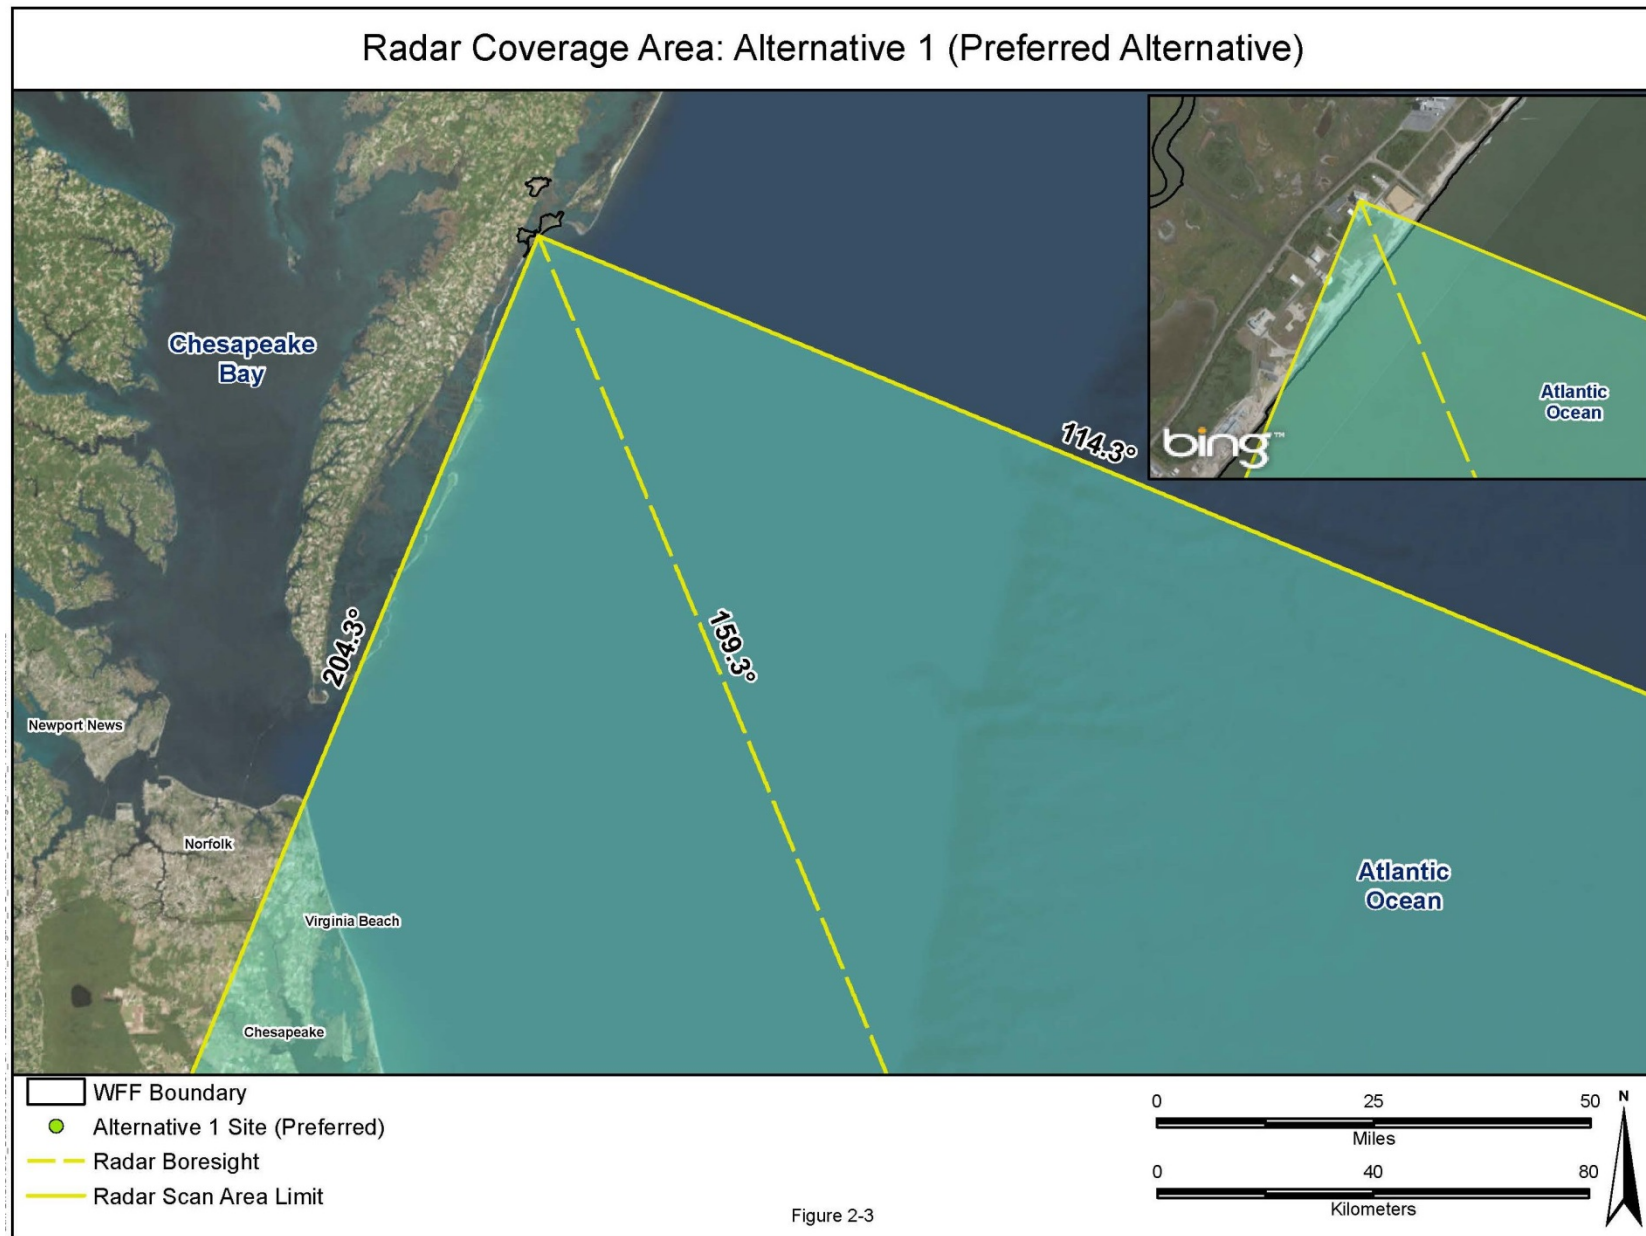 Radar Coverage Area: Alternative 1 (Preferred Alternative)
Chesapeake
Bay
114.3°
204.3°
159.3°
Newport News
Norfolk
Virginia Beach
Chesapeake
Atlantic
Ocean
Atlantic
Ocean
bing™
WFF Boundary
Alternative 1 Site (Preferred)
Radar Boresight
Radar Scan Area Limit
Figure 2-3
0 25 50
Miles
0 40 80
Kilometers
N